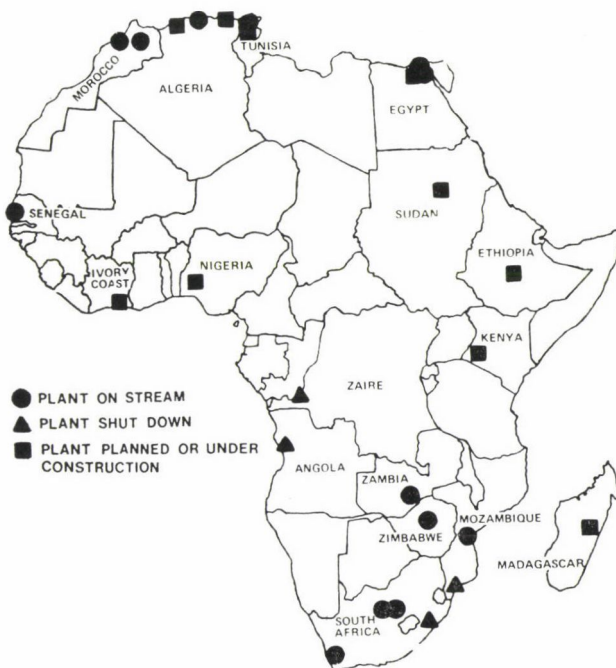 TUNISIA
MOROCCO
ALGERIA
EGYPT
SENEGAL
SUDAN
ETHIOPIA
IVORY
COAST
NIGERIA
KENYA
ZAIRE
PLANT ON STREAM
PLANT SHUT DOWN
PLANT PLANNED OR UNDER
CONSTRUCTION
ANGOLA
ZAMBIA
MOZAMBIQUE
ZIMBABWE
MADAGASCAR
SOUTH
AFRICA